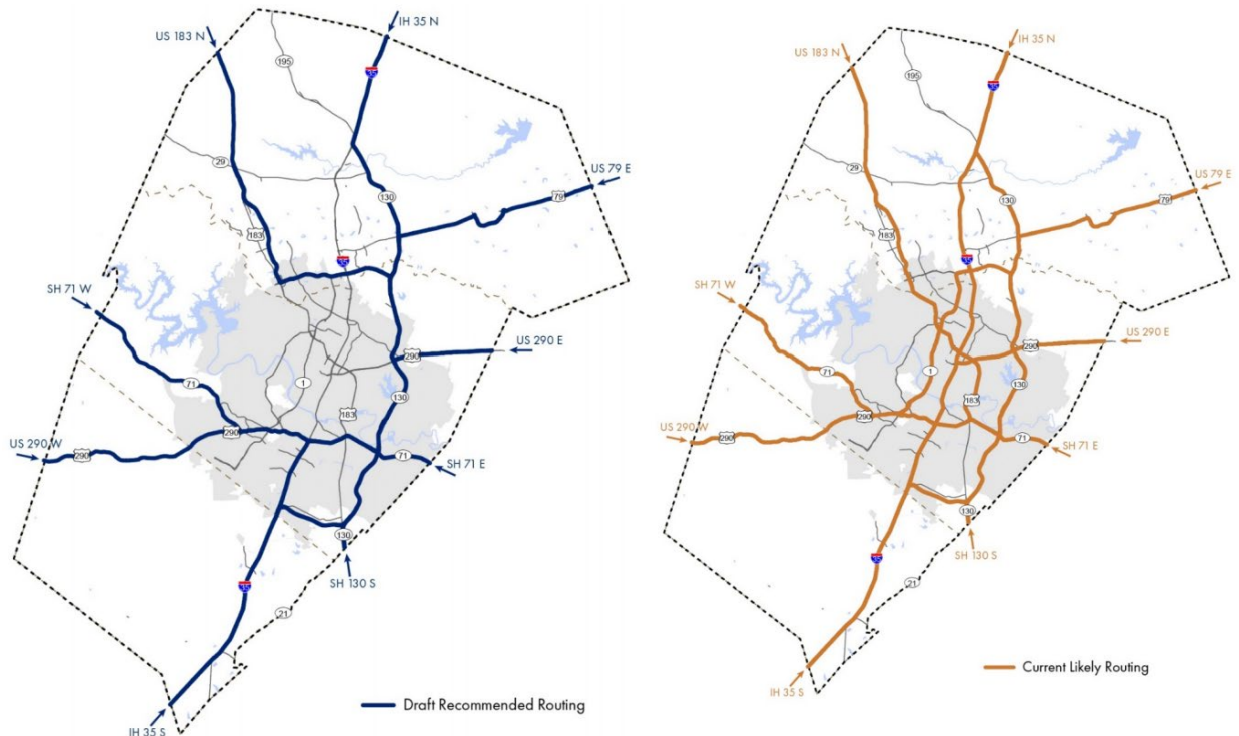 IH 35 N
US 183 N
195
35
US 79 E
79
29
130
183
35
SH 71 W
US 290 E
290
71
1
130
183
US 290 W
290
290
71
SH 71 E
130
SH 130 S
35
21
IH 35 S
Draft Recommended Routing
IH 35 N
US 183 N
195
35
US 79 E
79
29
130
183
35
SH 71 W
US 290 E
290
71
1
130
183
US 290 W
290
290
71
SH 71 E
130
SH 130 S
35
21
IH 35 S
Current Likely Routing